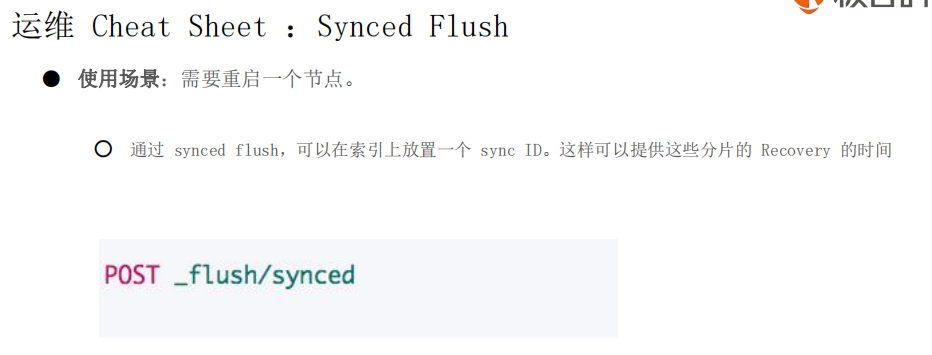 运维 Cheat Sheet : Synced Flush
● 使用场景: 需要重启一个节点。
○ 通过 synced flush, 可以在索引上放置一个 sync ID。这样可以提供这些分片的 Recovery 的时间
POST _flush/synced